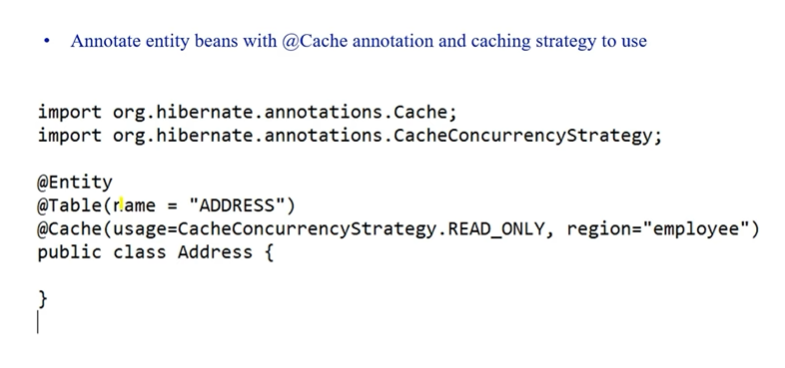 • Annotate entity beans with @Cache annotation and caching strategy to use
import org.hibernate.annotations.Cache;
import org.hibernate.annotations.CacheConcurrencyStrategy;
@Entity
@Table(name = "ADDRESS")
@Cache(usage=CacheConcurrencyStrategy.READ_ONLY, region="employee")
public class Address {
}